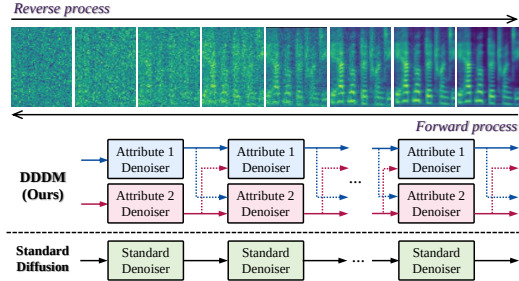 Reverse process
Forward process
DDDM
(Ours)
Attribute 1
Denoiser
Attribute 1
Denoiser
...
Attribute 1
Denoiser
Attribute 2
Denoiser
Attribute 2
Denoiser
Attribute 2
Denoiser
Standard
Diffusion
Standard
Denoiser
Standard
Denoiser
...
Standard
Denoiser